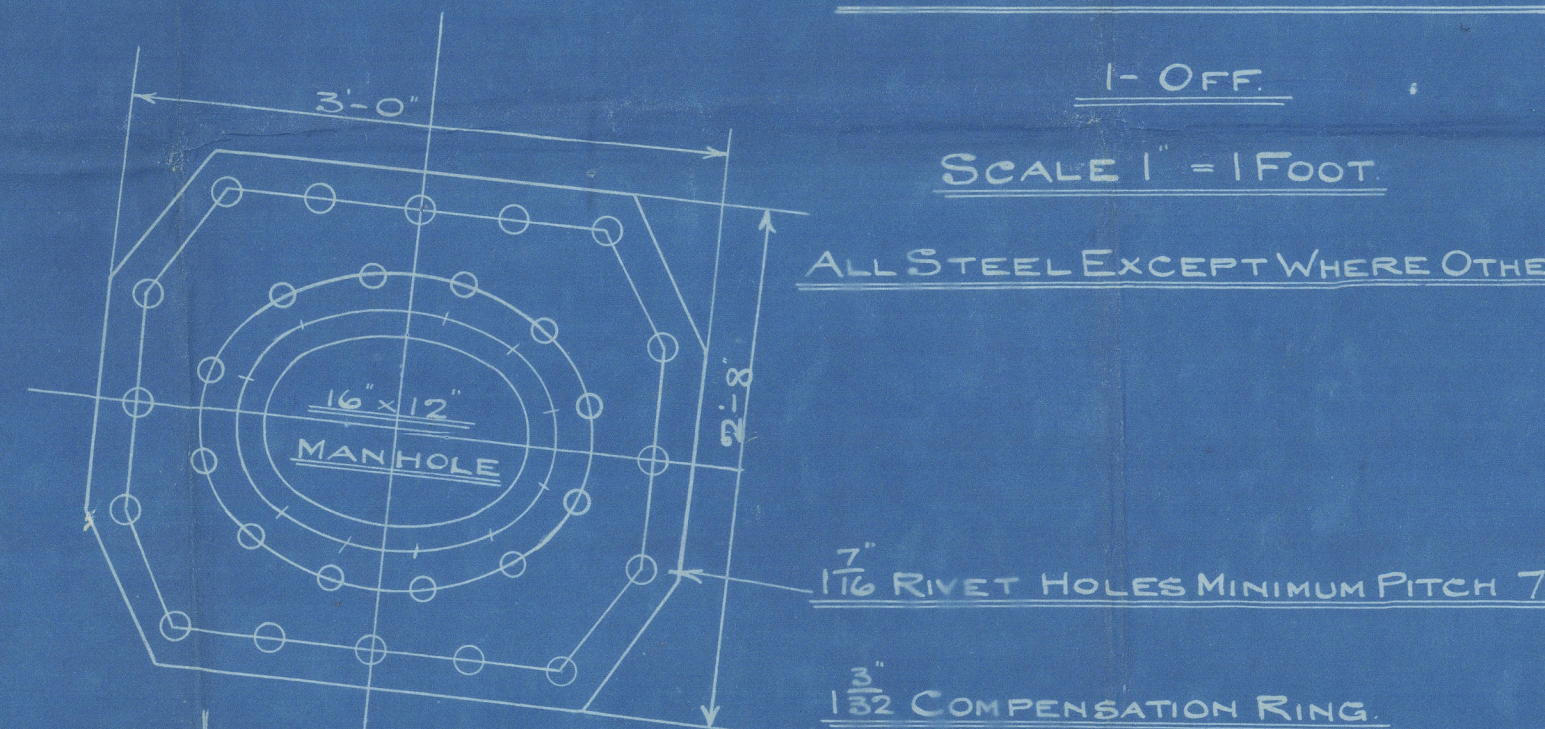 1 - OFF.
SCALE 1" = 1 FOOT.
ALL STEEL EXCEPT WHERE OTHE
3'-0"
2'-8"
16" x 12"
MANHOLE
1 7/16" RIVET HOLES MINIMUM PITCH 7
1 3/32" COMPENSATION RING.